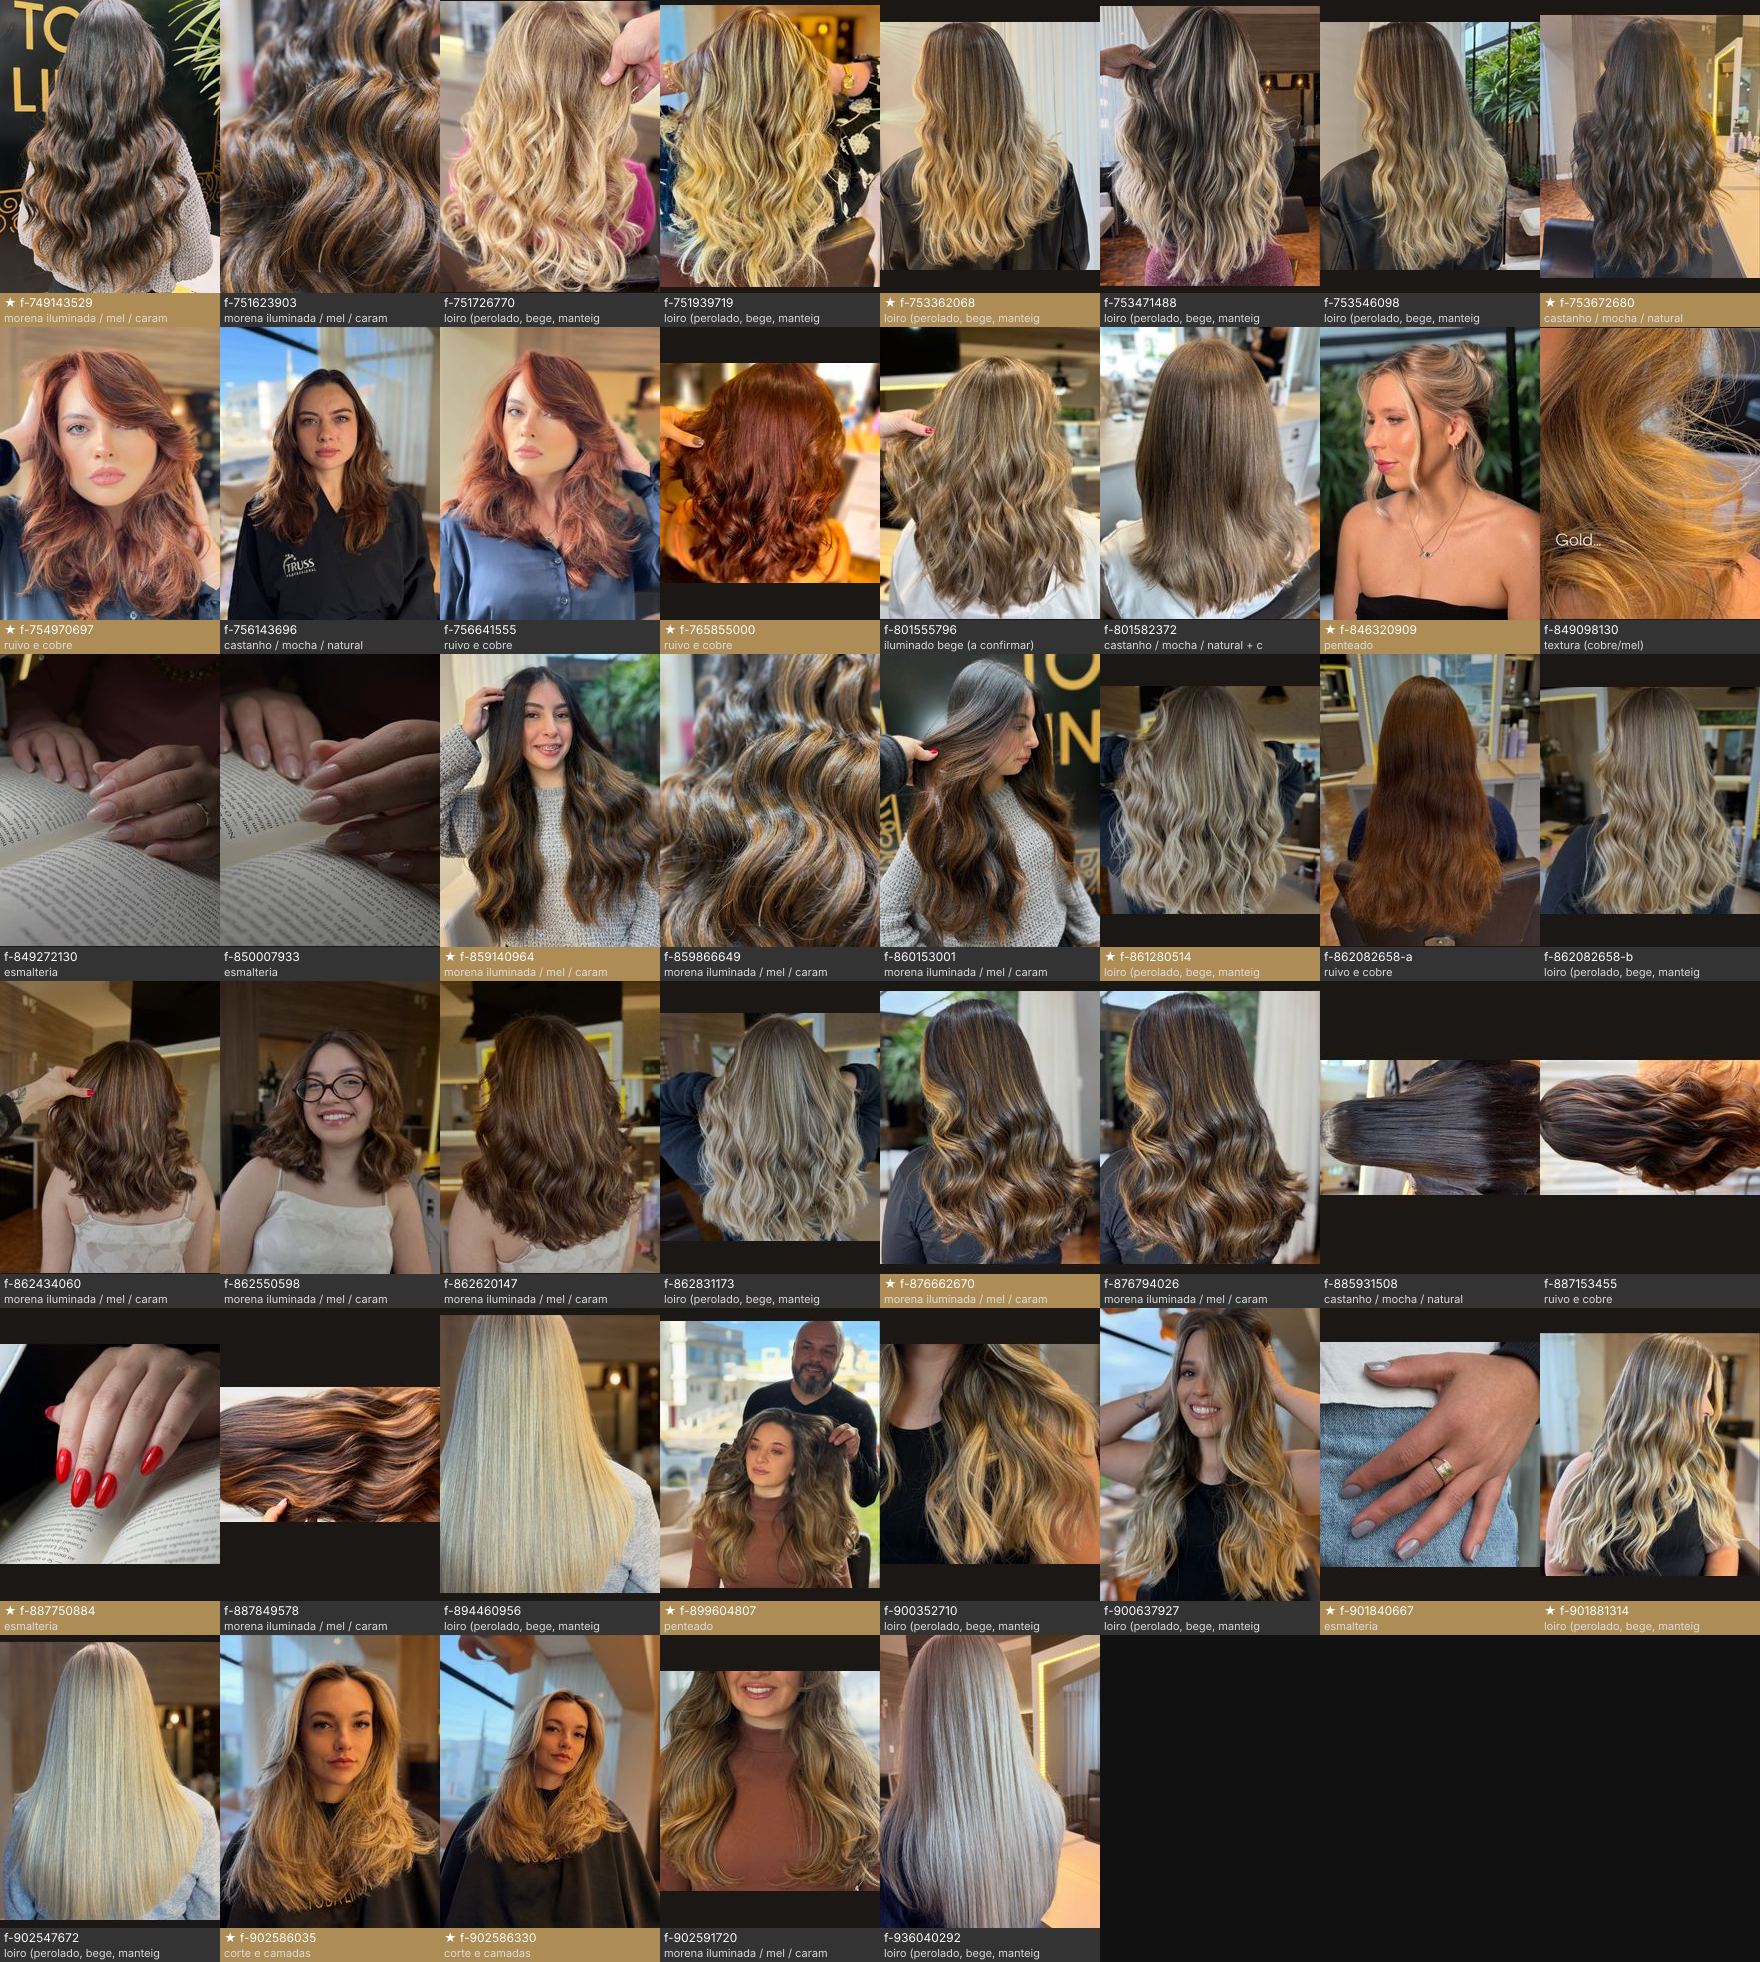 TO
LI
★ f-749143529
morena iluminada / mel / caram
f-751623903
morena iluminada / mel / caram
f-751726770
loiro (perolado, bege, manteig
f-751939719
loiro (perolado, bege, manteig
★ f-753362068
loiro (perolado, bege, manteig
f-753471488
loiro (perolado, bege, manteig
f-753546098
loiro (perolado, bege, manteig
★ f-753672680
castanho / mocha / natural
TRUSS
PROFESSIONAL
Gold...
★ f-754970697
ruivo e cobre
f-756143696
castanho / mocha / natural
f-756641555
ruivo e cobre
★ f-765855000
ruivo e cobre
f-801555796
iluminado bege (a confirmar)
f-801582372
castanho / mocha / natural + c
★ f-846320909
penteado
f-849098130
textura (cobre/mel)
f-849272130
esmalteria
f-850007933
esmalteria
★ f-859140964
morena iluminada / mel / caram
f-859866649
morena iluminada / mel / caram
f-860153001
morena iluminada / mel / caram
★ f-861280514
loiro (perolado, bege, manteig
f-862082658-a
ruivo e cobre
f-862082658-b
loiro (perolado, bege, manteig
f-862434060
morena iluminada / mel / caram
f-862550598
morena iluminada / mel / caram
f-862620147
morena iluminada / mel / caram
f-862831173
loiro (perolado, bege, manteig
★ f-876662670
morena iluminada / mel / caram
f-876794026
morena iluminada / mel / caram
f-885931508
castanho / mocha / natural
f-887153455
ruivo e cobre
★ f-887750884
esmalteria
f-887849578
morena iluminada / mel / caram
f-894460956
loiro (perolado, bege, manteig
★ f-899604807
penteado
f-900352710
loiro (perolado, bege, manteig
f-900637927
loiro (perolado, bege, manteig
★ f-901840667
esmalteria
★ f-901881314
loiro (perolado, bege, manteig
f-902547672
loiro (perolado, bege, manteig
★ f-902586035
corte e camadas
★ f-902586330
corte e camadas
f-902591720
morena iluminada / mel / caram
f-936040292
loiro (perolado, bege, manteig